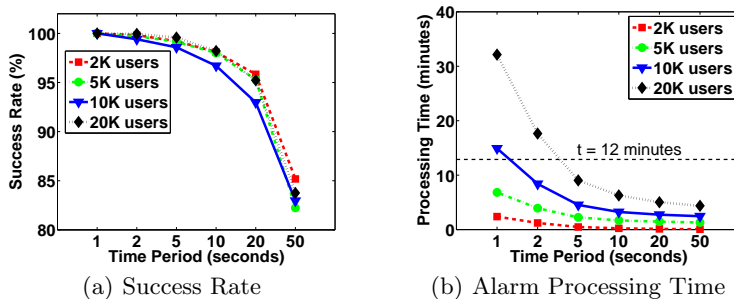 100
95
90
85
80
Success Rate (%)
2K users
5K users
10K users
20K users
1 2 5 10 20 50
Time Period (seconds)
(a) Success Rate
40
30
20
10
0
Processing Time (minutes)
2K users
5K users
10K users
20K users
t = 12 minutes
1 2 5 10 20 50
Time Period (seconds)
(b) Alarm Processing Time